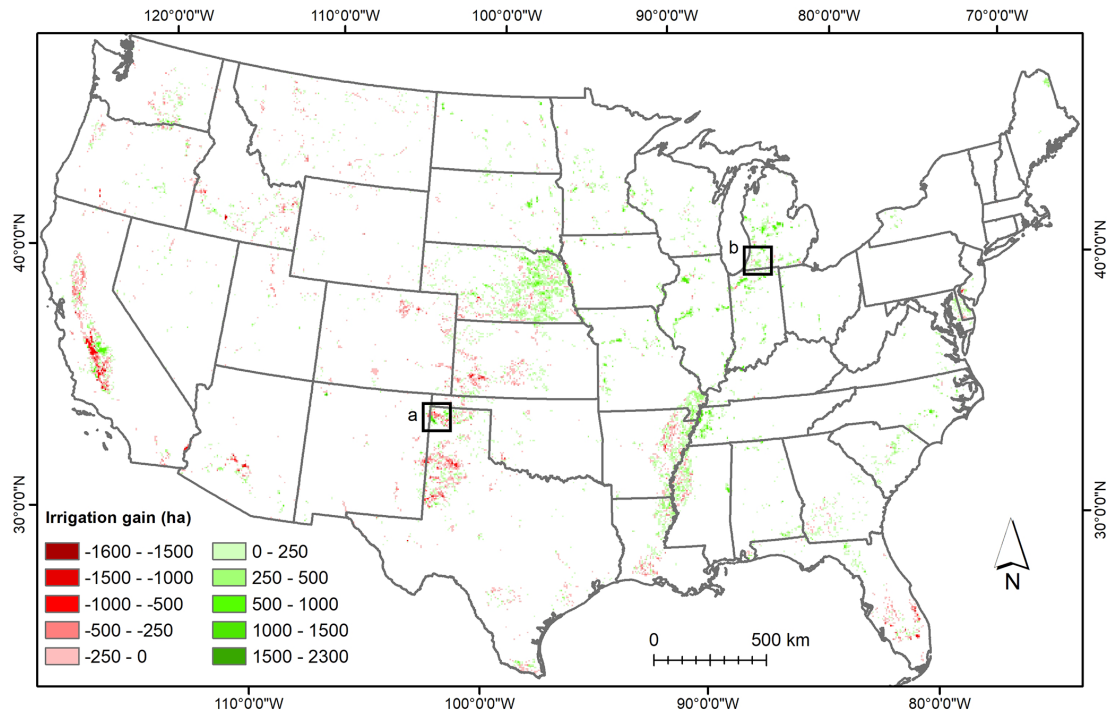 120°0'0"W 110°0'0"W 100°0'0"W 90°0'0"W 80°0'0"W 70°0'0"W
40°0'0"N
40°0'0"N
b
a
30°0'0"N
30°0'0"N
Irrigation gain (ha)
-1600 - -1500 0 - 250
-1500 - -1000 250 - 500
-1000 - -500 500 - 1000
-500 - -250 1000 - 1500
-250 - 0 1500 - 2300
N
0 500 km
110°0'0"W 100°0'0"W 90°0'0"W 80°0'0"W